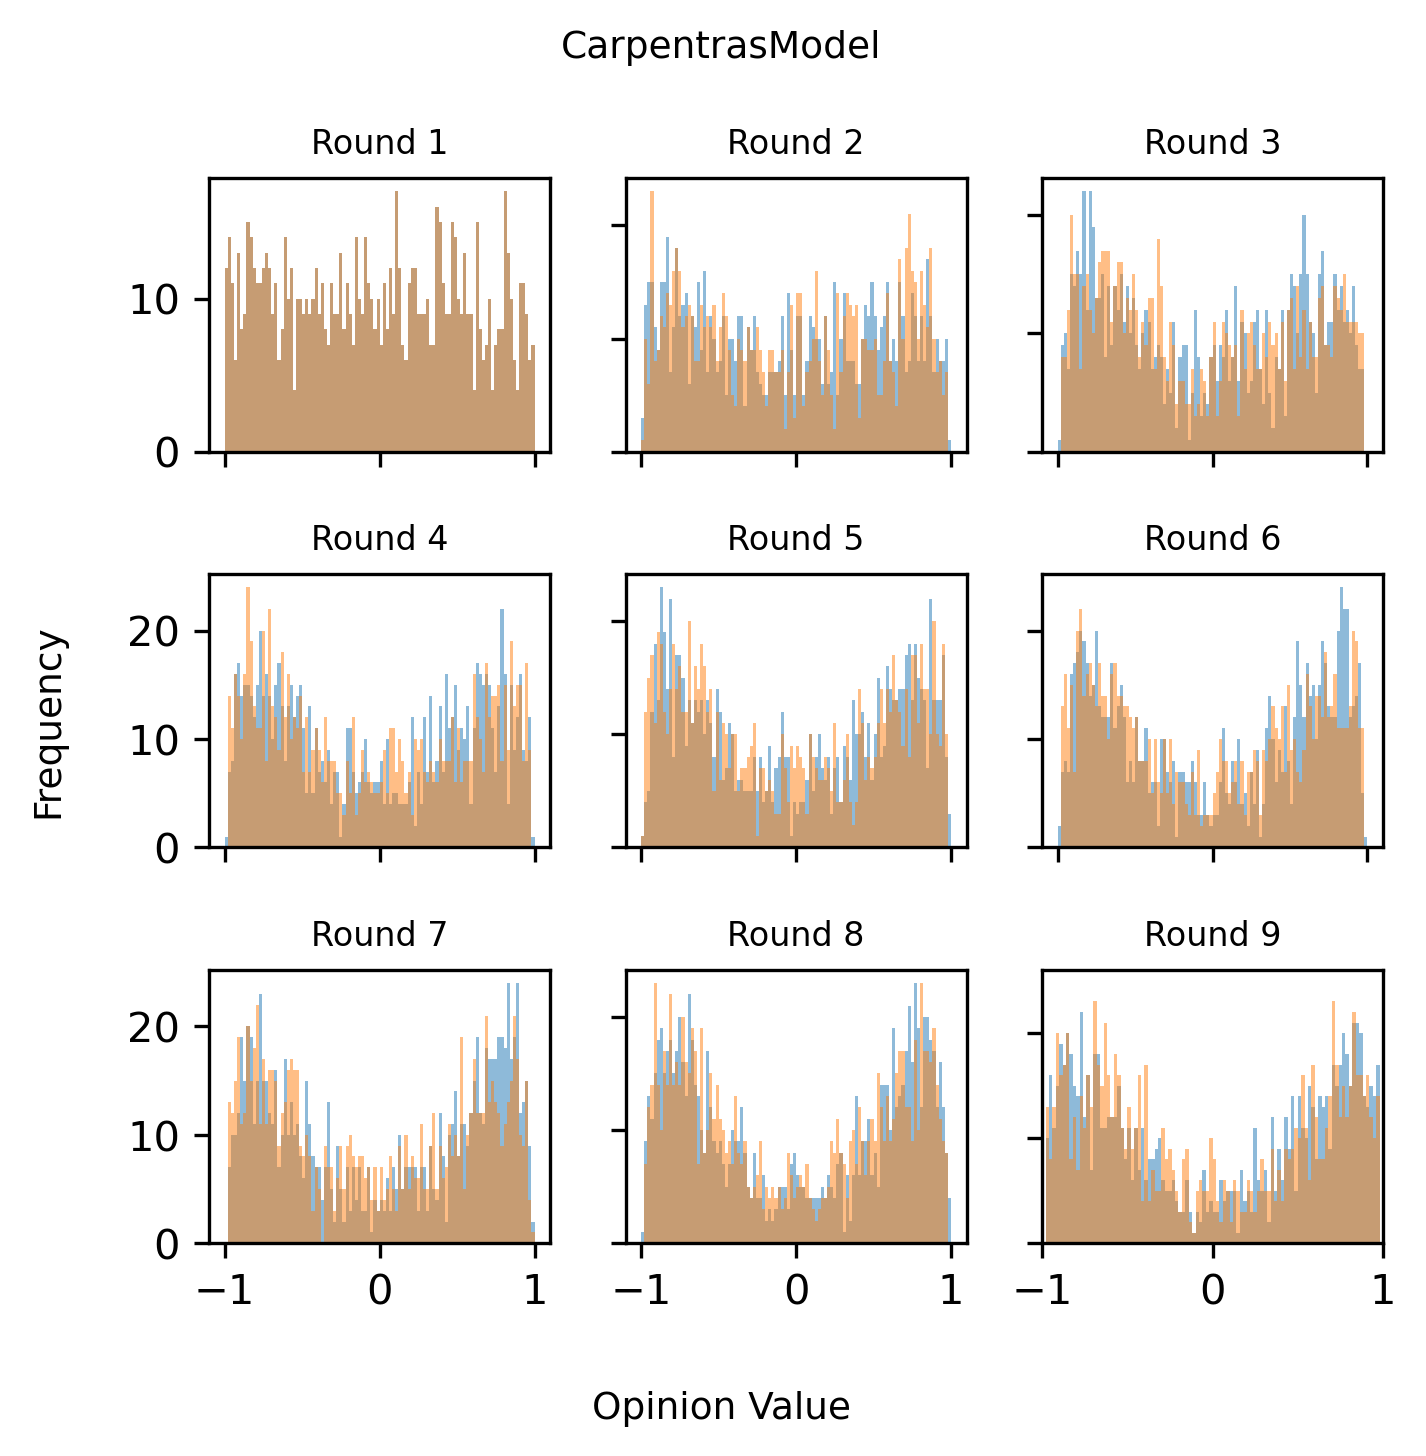 CarpentrasModel
Round 1
Round 2
Round 3
10
0
Round 4
Round 5
Round 6
Frequency
20
10
0
Round 7
Round 8
Round 9
20
10
0
−1 0 1 −1 0 1 −1 0 1
Opinion Value